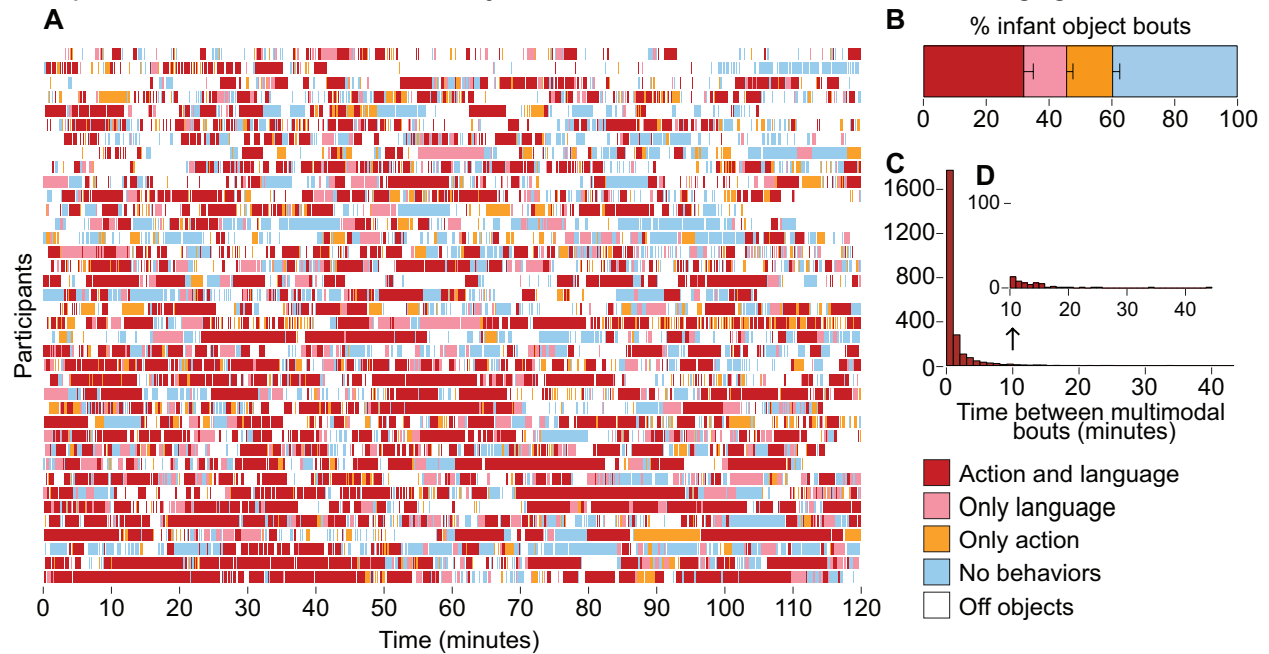 A
Participants
0 10 20 30 40 50 60 70 80 90 100 110 120
Time (minutes)
B
% infant object bouts
0 20 40 60 80 100
C
1600
1200
800
400
0
0 10 20 30 40
Time between multimodal
bouts (minutes)
D
100
0
10 20 30 40
Action and language
Only language
Only action
No behaviors
Off objects